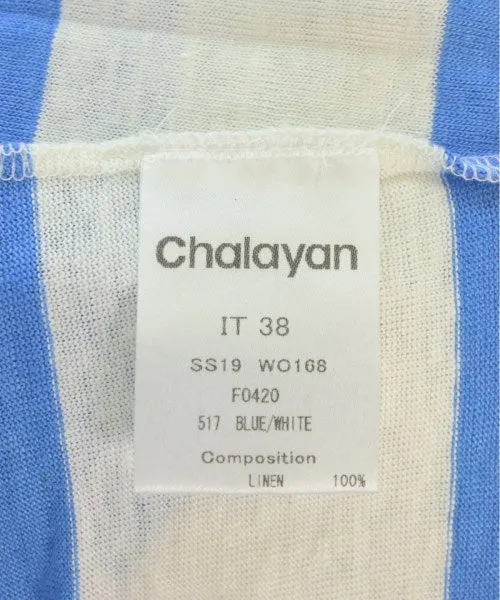 Chalayan
IT 38
SS19 WO168
F0420
517 BLUE/WHITE
Composition
LINEN 100%